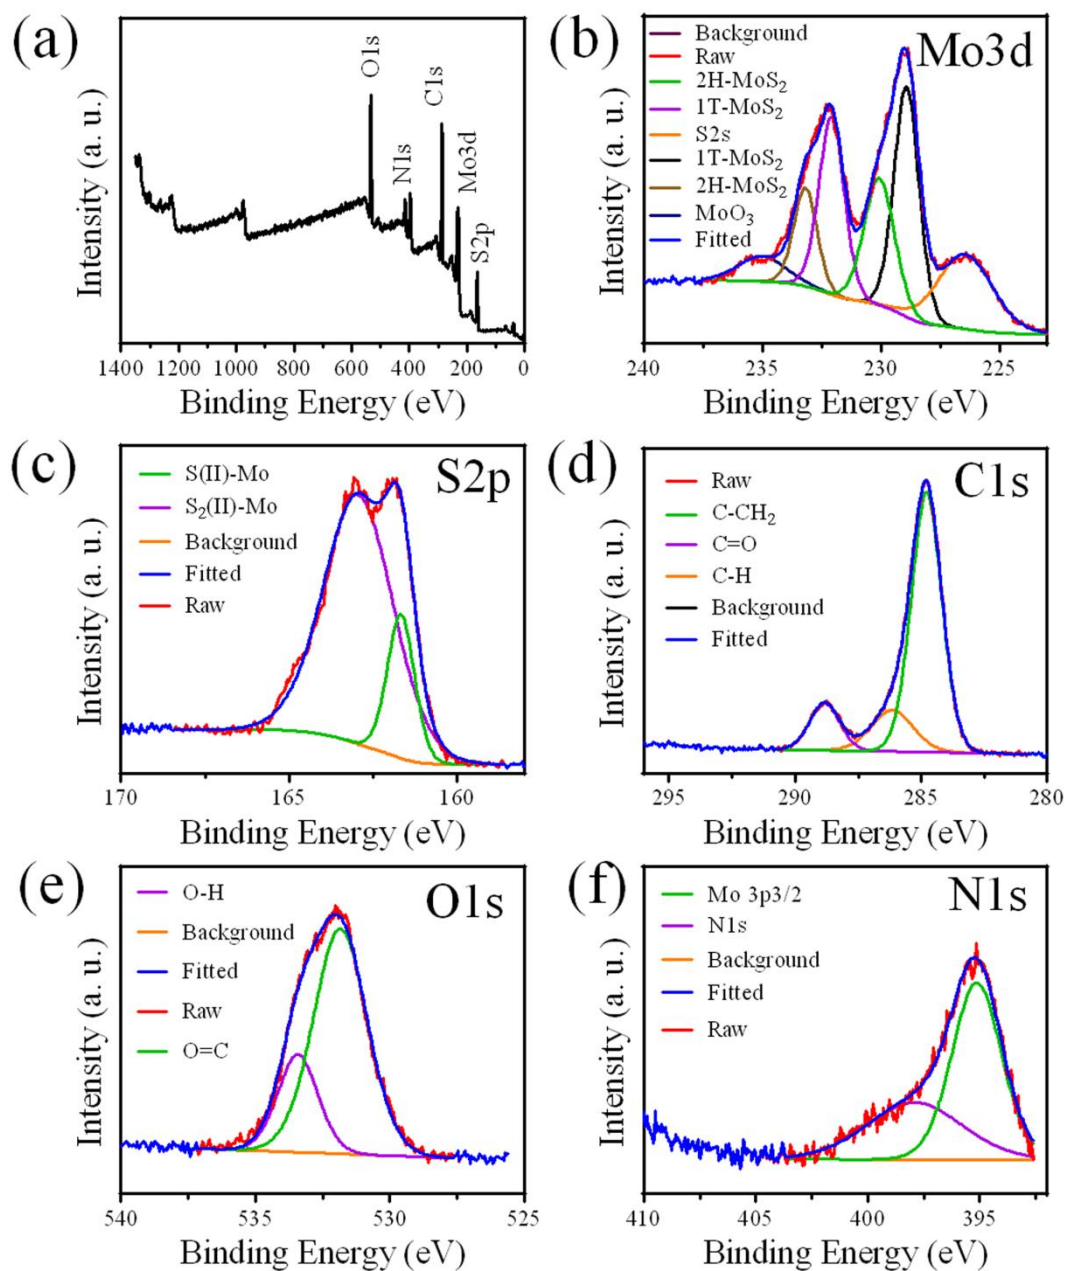 (a)
Intensity (a. u.)
O1s
N1s
C1s
Mo3d
S2p
1400 1200 1000 800 600 400 200 0
Binding Energy (eV)
(b)
Mo3d
Intensity (a. u.)
Background
Raw
2H-MoS₂
1T-MoS₂
S2s
1T-MoS₂
2H-MoS₂
MoO₃
Fitted
240 235 230 225
Binding Energy (eV)
(c)
S2p
Intensity (a. u.)
S(II)-Mo
S₂(II)-Mo
Background
Fitted
Raw
170 165 160
Binding Energy (eV)
(d)
C1s
Intensity (a. u.)
Raw
C-CH₂
C=O
C-H
Background
Fitted
295 290 285 280
Binding Energy (eV)
(e)
O1s
Intensity (a. u.)
O-H
Background
Fitted
Raw
O=C
540 535 530 525
Binding Energy (eV)
(f)
N1s
Intensity (a. u.)
Mo 3p3/2
N1s
Background
Fitted
Raw
410 405 400 395
Binding Energy (eV)